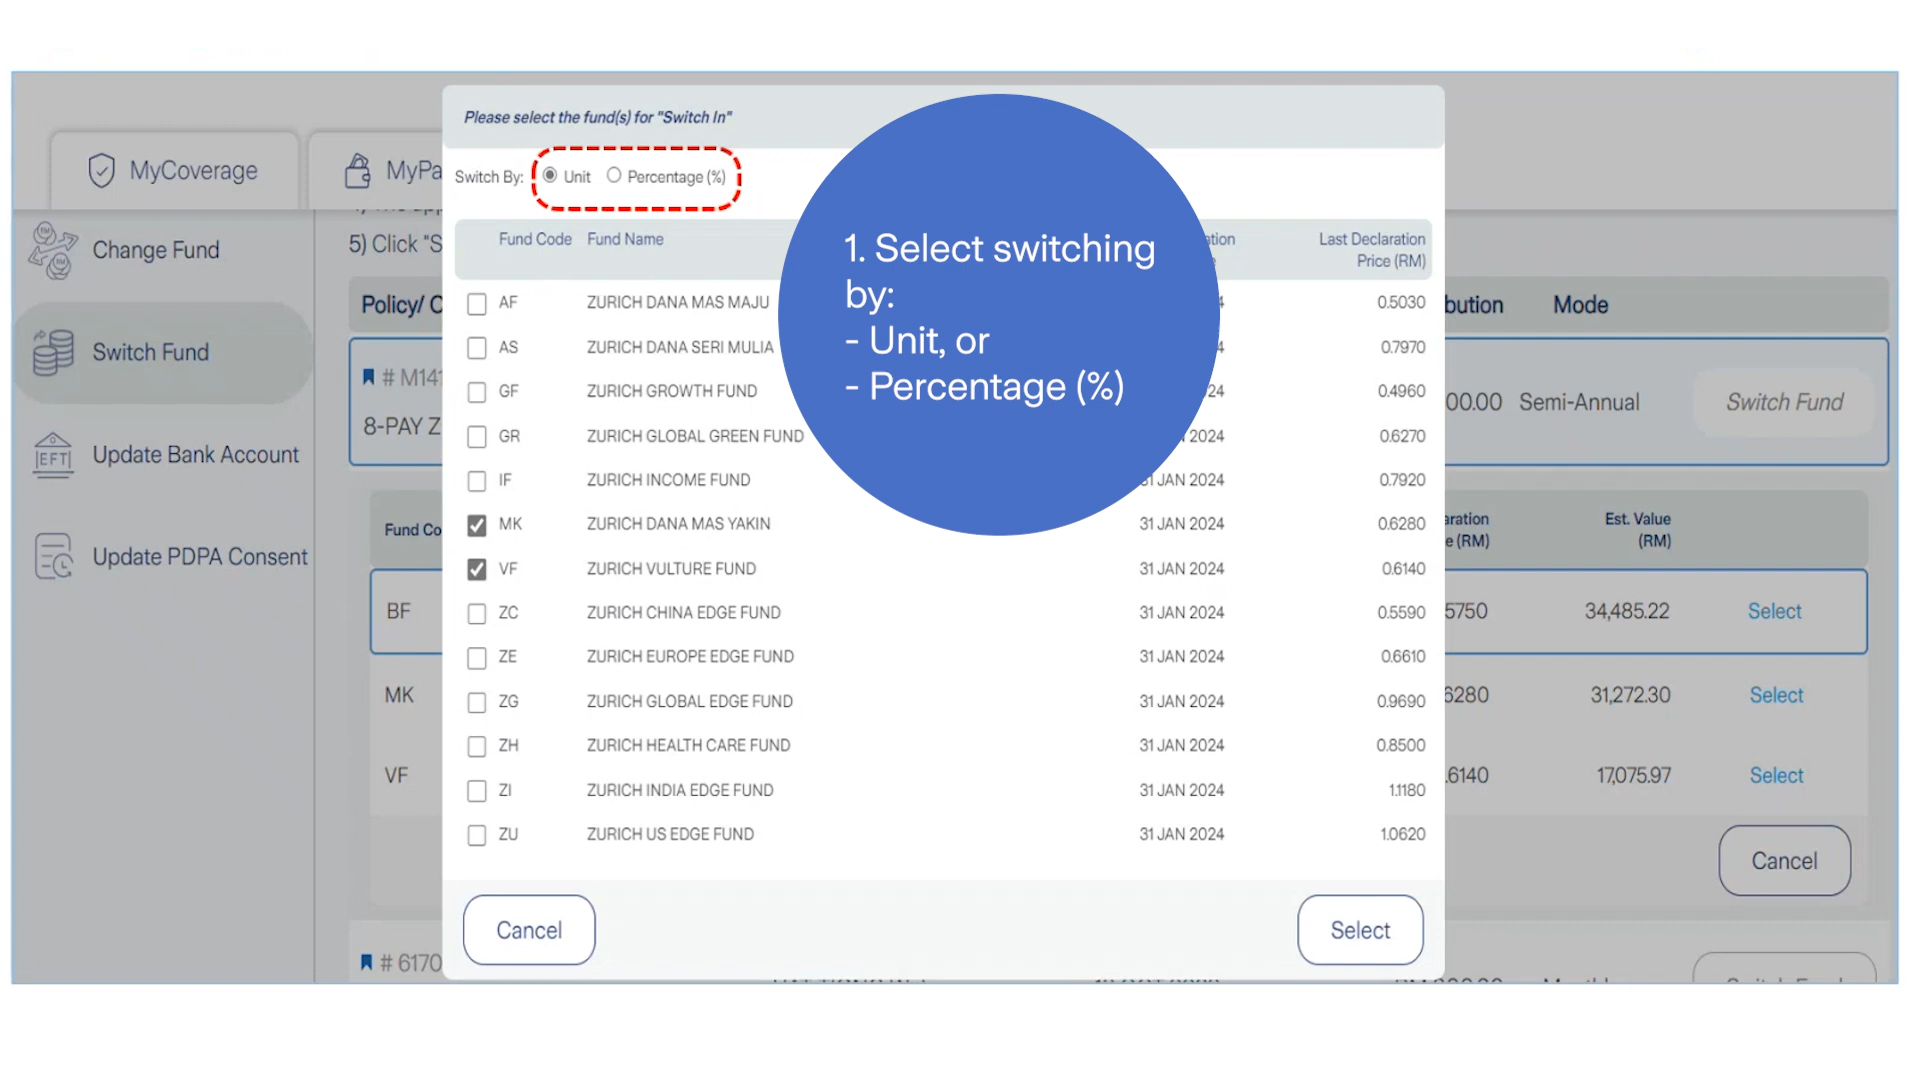 Please select the fund(s) for "Switch In"
MyCoverage
MyPa
Switch By: Unit Percentage (%)
Change Fund
Switch Fund
Update Bank Account
Update PDPA Consent
5) Click "S
Policy/ C
bution Mode
# M141
8-PAY Z
00.00 Semi-Annual Switch Fund
Fund Code Fund Name Last Declaration
Price (RM)
1. Select switching
by:
- Unit, or
- Percentage (%)
AF ZURICH DANA MAS MAJU 0.5030
AS ZURICH DANA SERI MULIA 0.7970
GF ZURICH GROWTH FUND 24 0.4960
GR ZURICH GLOBAL GREEN FUND 2024 0.6270
IF ZURICH INCOME FUND JAN 2024 0.7920
MK ZURICH DANA MAS YAKIN 31 JAN 2024 0.6280
VF ZURICH VULTURE FUND 31 JAN 2024 0.6140
ZC ZURICH CHINA EDGE FUND 31 JAN 2024 0.5590
ZE ZURICH EUROPE EDGE FUND 31 JAN 2024 0.6610
ZG ZURICH GLOBAL EDGE FUND 31 JAN 2024 0.9690
ZH ZURICH HEALTH CARE FUND 31 JAN 2024 0.8500
ZI ZURICH INDIA EDGE FUND 31 JAN 2024 1.1180
ZU ZURICH US EDGE FUND 31 JAN 2024 1.0620
Cancel Select
Fund Co
aration
e (RM)
Est. Value
(RM)
BF 5750 34,485.22 Select
MK 6280 31,272.30 Select
VF .6140 17,075.97 Select
Cancel
# 6170